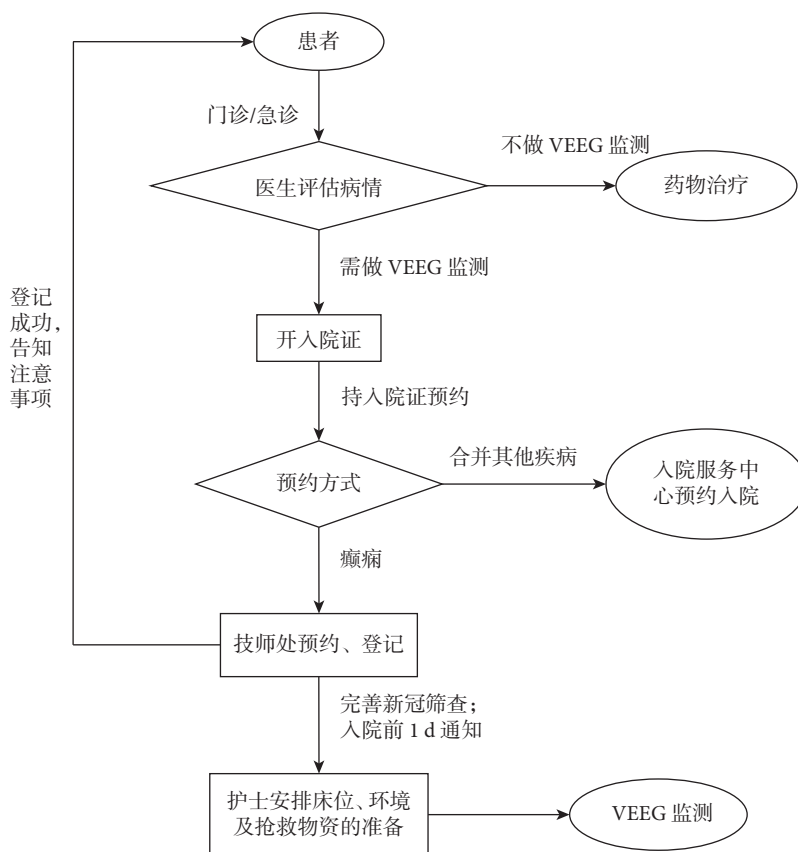 患者
门诊/急诊
不做 VEEG 监测
医生评估病情
药物治疗
需做 VEEG 监测
登记
成功,
告知
注意
事项
开入院证
持入院证预约
合并其他疾病
预约方式
入院服务中
心预约入院
癫痫
技师处预约、登记
完善新冠筛查；
入院前 1 d 通知
护士安排床位、环境
及抢救物资的准备
VEEG 监测